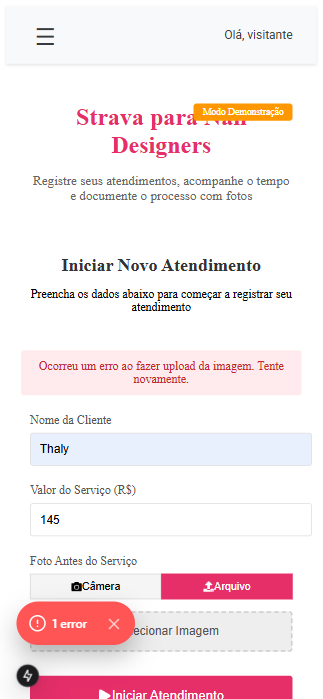 Olá, visitante
Modo Demonstração
Strava para Nail
Designers
Registre seus atendimentos, acompanhe o tempo
e documente o processo com fotos
Iniciar Novo Atendimento
Preencha os dados abaixo para começar a registrar seu
atendimento
Ocorreu um erro ao fazer upload da imagem. Tente
novamente.
Nome da Cliente
Thaly
Valor do Serviço (R$)
145
Foto Antes do Serviço
Câmera
Arquivo
ecionar Imagem
1 error
Iniciar Atendimento